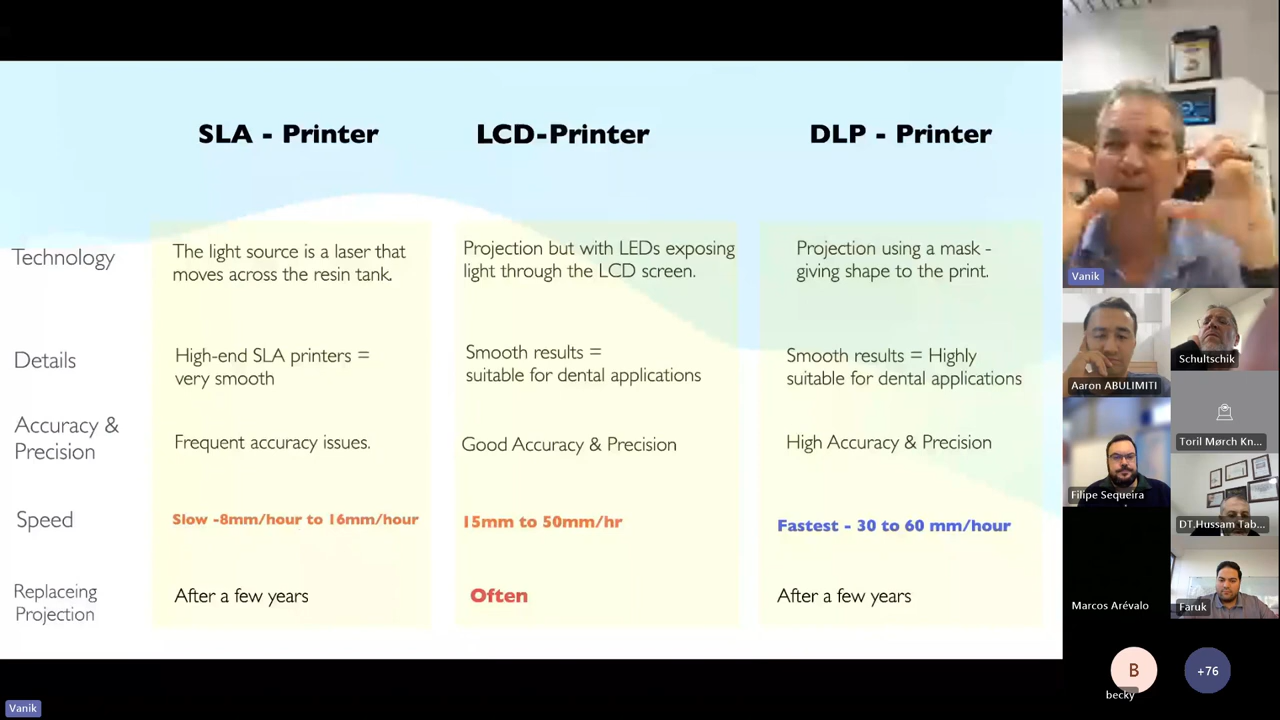 SLA - Printer
LCD-Printer
DLP - Printer
Technology
The light source is a laser that
moves across the resin tank.
Projection but with LEDs exposing
light through the LCD screen.
Projection using a mask -
giving shape to the print.
Details
High-end SLA printers =
very smooth
Smooth results =
suitable for dental applications
Smooth results = Highly
suitable for dental applications
Accuracy &
Precision
Frequent accuracy issues.
Good Accuracy & Precision
High Accuracy & Precision
Speed
Slow -8mm/hour to 16mm/hour
15mm to 50mm/hr
Fastest - 30 to 60 mm/hour
Replaceing
Projection
After a few years
Often
After a few years
Vanik
Aaron ABULIMITI
Schultschik
Toril Mørch Kn...
Filipe Sequeira
DT.Hussam Tab...
Marcos Arévalo
Faruk
B
becky
+76
Vanik